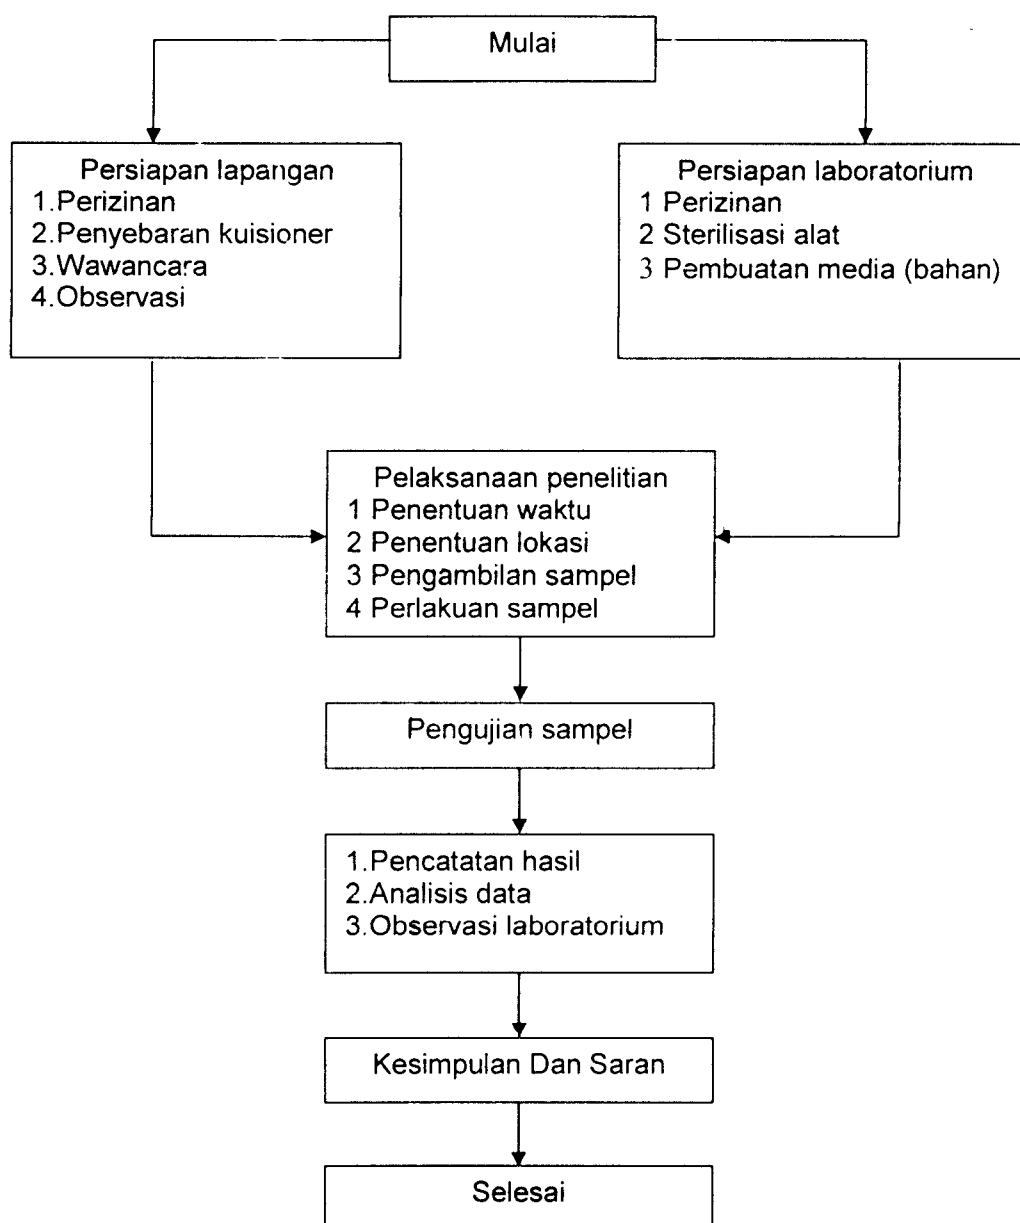 Mulai
Persiapan lapangan
1.Perizinan
2.Penyebaran kuisioner
3.Wawancara
4.Observasi
Persiapan laboratorium
1 Perizinan
2 Sterilisasi alat
3 Pembuatan media (bahan)
Pelaksanaan penelitian
1 Penentuan waktu
2 Penentuan lokasi
3 Pengambilan sampel
4 Perlakuan sampel
Pengujian sampel
1.Pencatatan hasil
2.Analisis data
3.Observasi laboratorium
Kesimpulan Dan Saran
Selesai